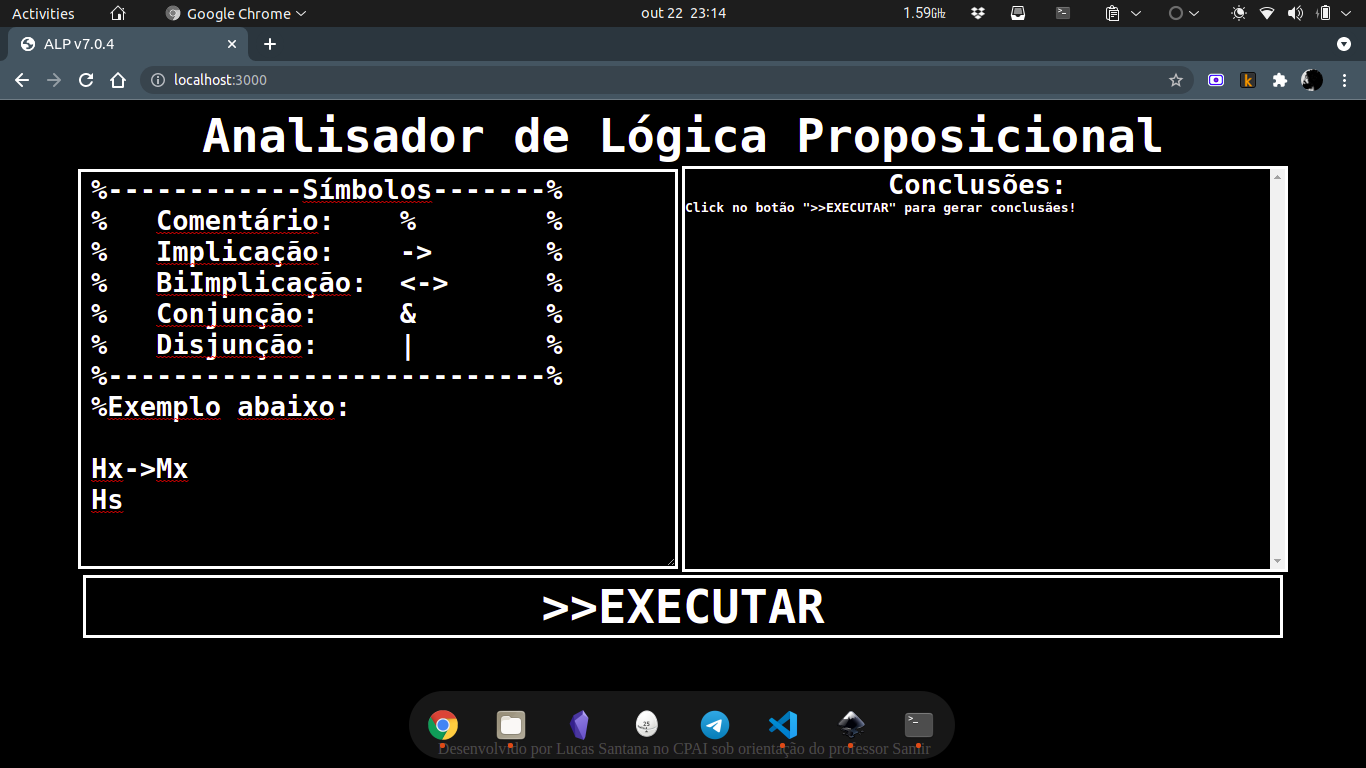 Activities Google Chrome out 22 23:14 1.59GHz
ALP v7.0.4
localhost:3000
Analisador de Lógica Proposicional
%------------Símbolos-------%
% Comentário: % %
% Implicação: -> %
% BiImplicação: <-> %
% Conjunção: & %
% Disjunção: | %
%---------------------------%
%Exemplo abaixo:
Hx->Mx
Hs
Conclusões:
Click no botão ">>EXECUTAR" para gerar conclusães!
>>EXECUTAR
25
Desenvolvido por Lucas Santana no CPAI sob orientação do professor Samir